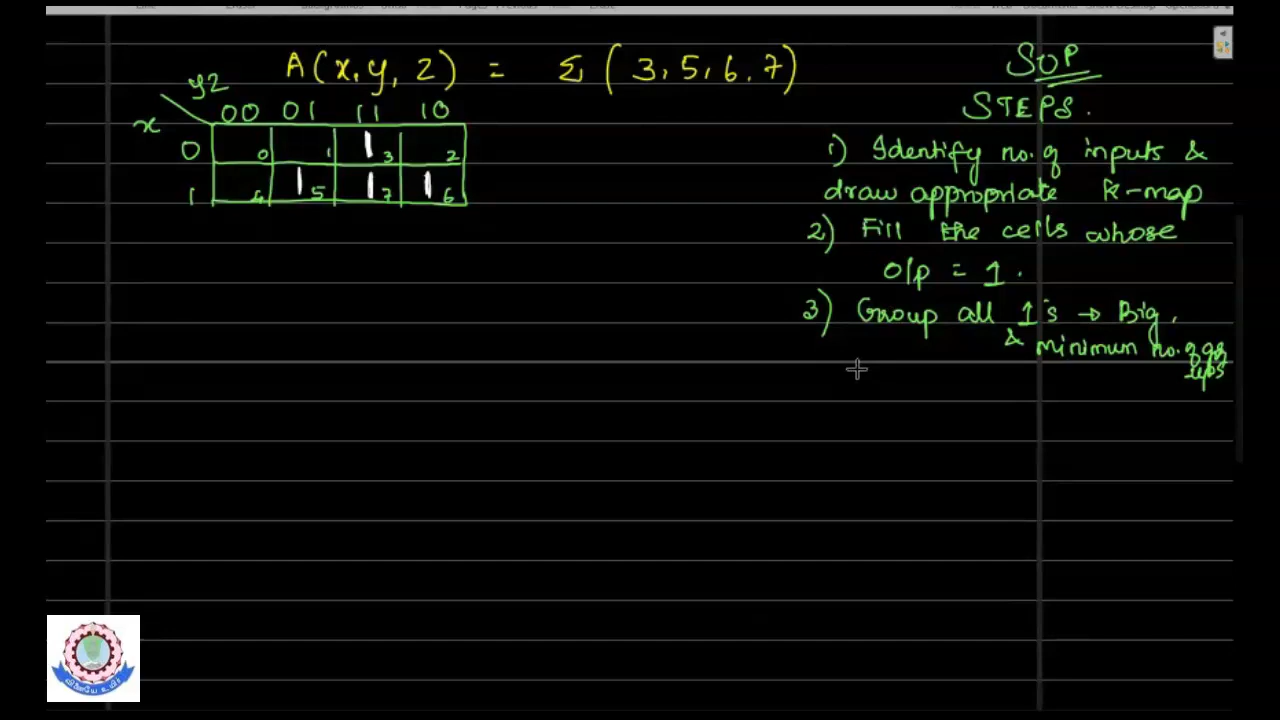 A(x, y, z) = Σ (3, 5, 6, 7)
SOP
STEPS.
yz
x
00 01 11 10
0 0 1 1 3 2
1 4 1 5 1 7 1 6
1) Identify no. of inputs &
draw appropriate k-map
2) Fill the cells whose
o/p = 1.
3) Group all 1's → Big,
& minimum no. of